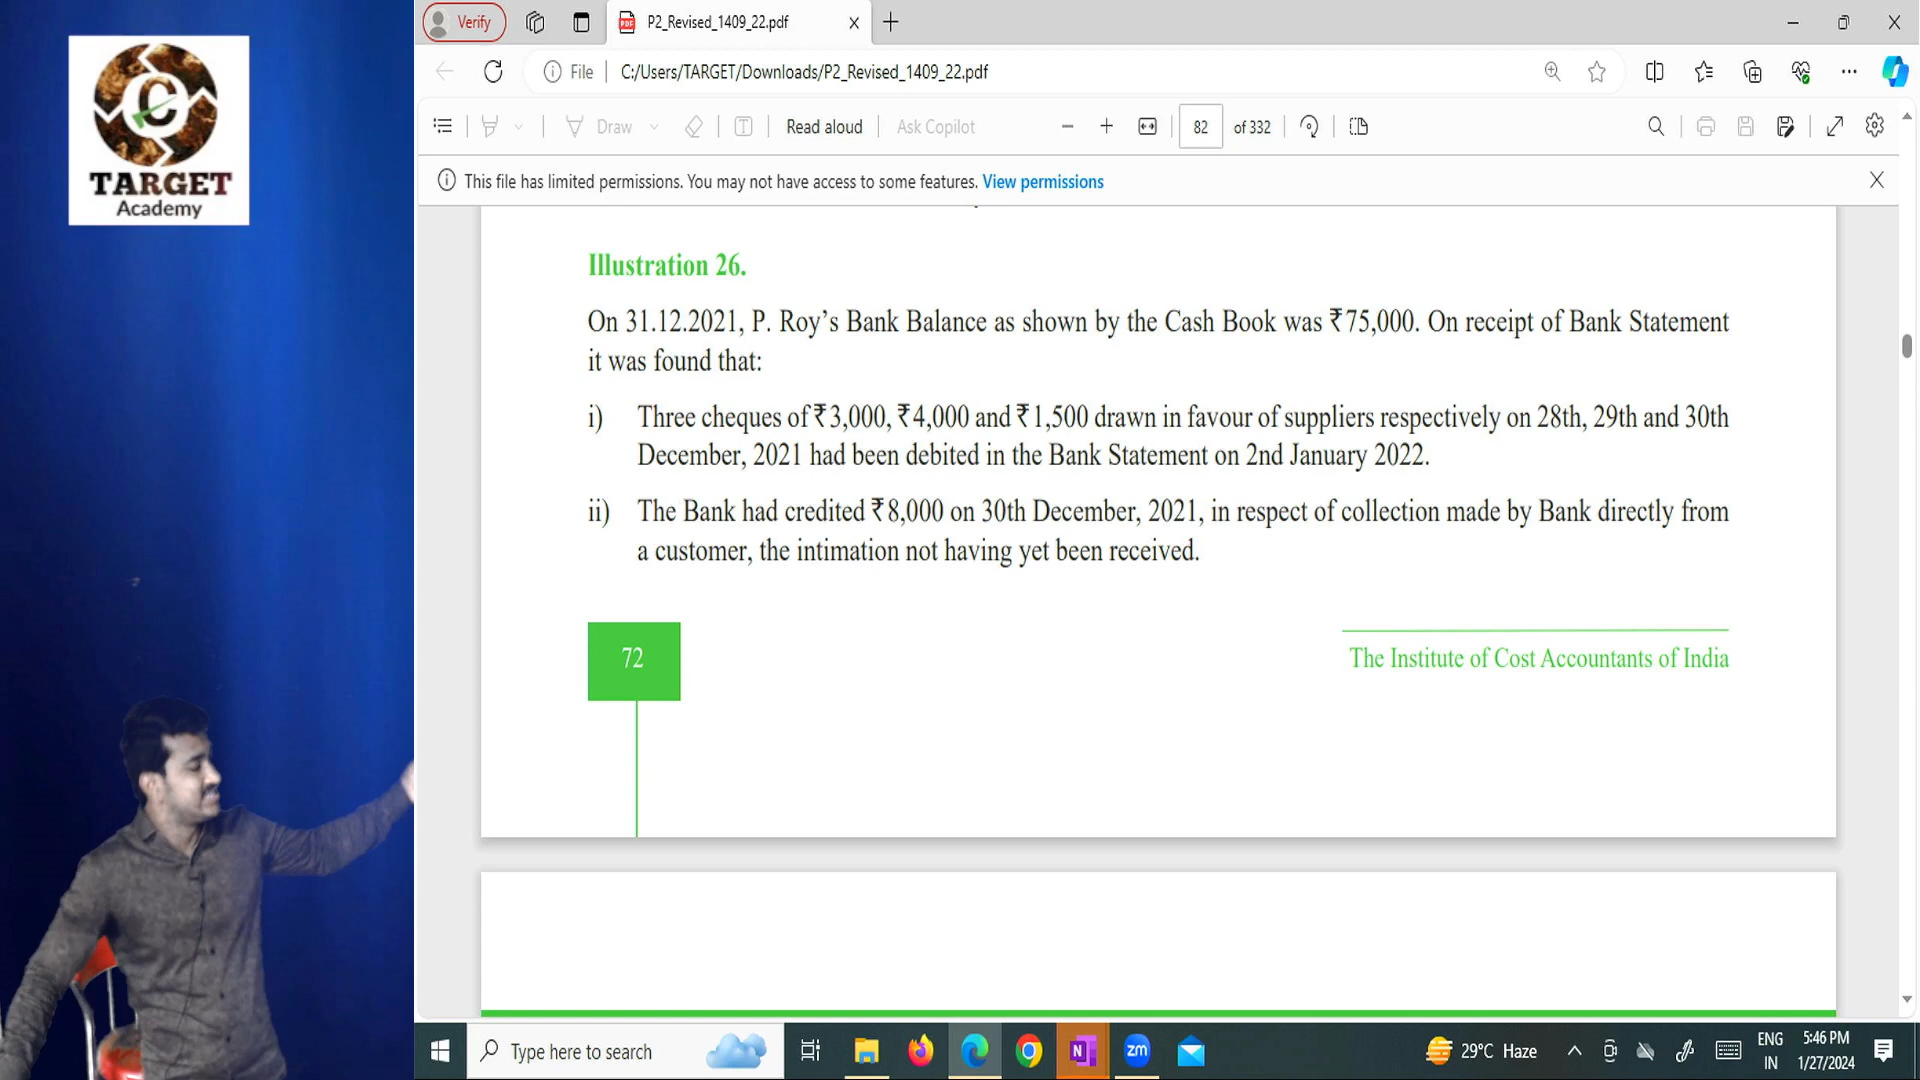 C
TARGET
Academy
Verify
P2_Revised_1409_22.pdf
File
C:/Users/TARGET/Downloads/P2_Revised_1409_22.pdf
Draw
Read aloud
Ask Copilot
82
of 332
This file has limited permissions. You may not have access to some features. View permissions
Illustration 26.
On 31.12.2021, P. Roy’s Bank Balance as shown by the Cash Book was ₹75,000. On receipt of Bank Statement
it was found that:
i) Three cheques of ₹3,000, ₹4,000 and ₹1,500 drawn in favour of suppliers respectively on 28th, 29th and 30th
December, 2021 had been debited in the Bank Statement on 2nd January 2022.
ii) The Bank had credited ₹8,000 on 30th December, 2021, in respect of collection made by Bank directly from
a customer, the intimation not having yet been received.
72
The Institute of Cost Accountants of India
Type here to search
N
zm
29°C Haze
ENG
IN
5:46 PM
1/27/2024